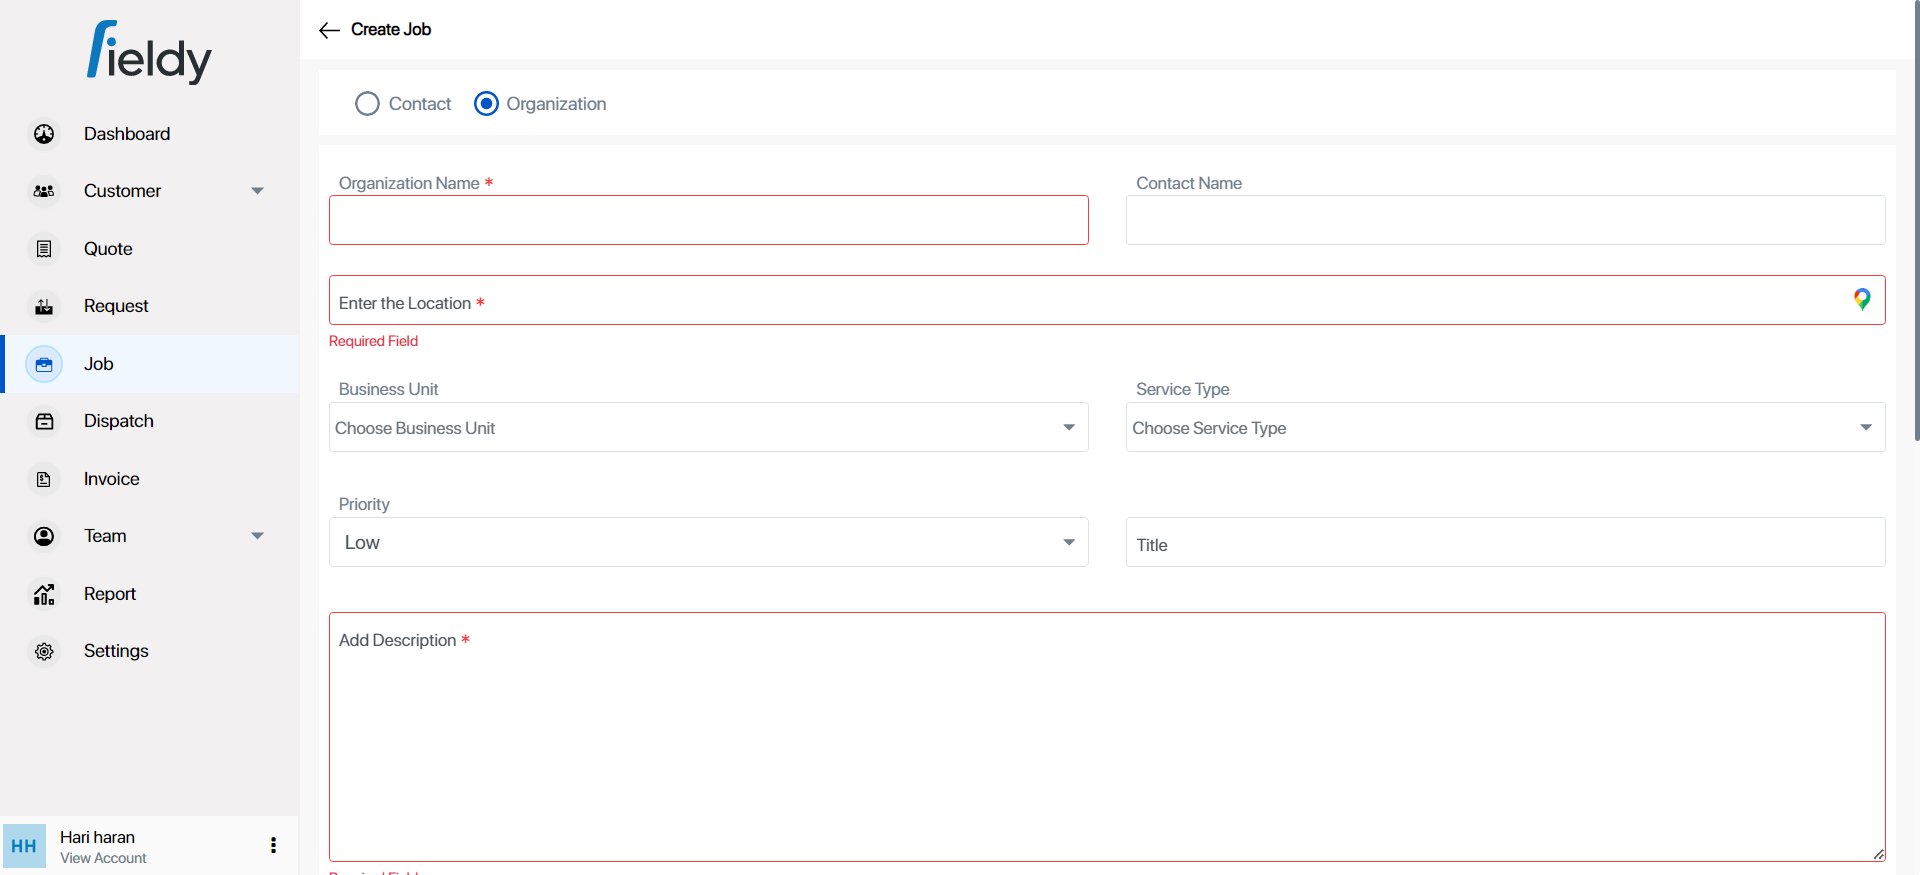 fieldy
Dashboard
Customer
Quote
Request
Job
Dispatch
Invoice
Team
Report
Settings
HH
Hari haran
View Account
Create Job
Contact
Organization
Organization Name *
Contact Name
Enter the Location *
Required Field
Business Unit
Service Type
Choose Business Unit
Choose Service Type
Priority
Low
Title
Add Description *